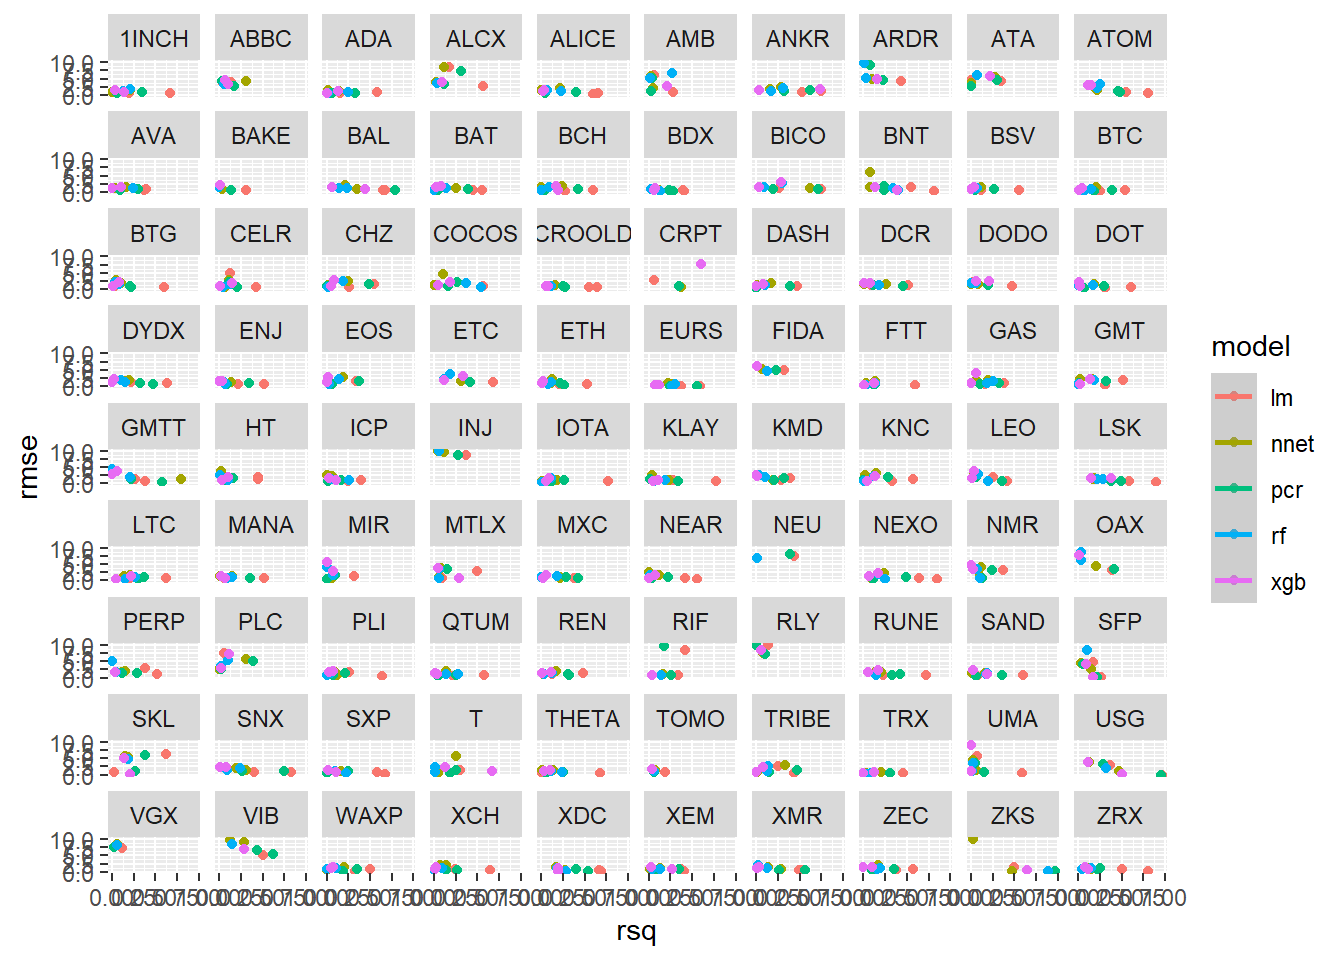 1INCH ABBC ADA ALCX ALICE AMB ANKR ARDR ATA ATOM
AVA BAKE BAL BAT BCH BDX BICO BNT BSV BTC
BTG CELR CHZ COCOS CROOLD CRPT DASH DCR DODO DOT
DYDX ENJ EOS ETC ETH EURS FIDA FTT GAS GMT
GMTT HT ICP INJ IOTA KLAY KMD KNC LEO LSK
LTC MANA MIR MTLX MXC NEAR NEU NEXO NMR OAX
PERP PLC PLI QTUM REN RIF RLY RUNE SAND SFP
SKL SNX SXP T THETA TOMO TRIBE TRX UMA USG
VGX VIB WAXP XCH XDC XEM XMR ZEC ZKS ZRX
rmse
rsq
model
lm
nnet
pcr
rf
xgb